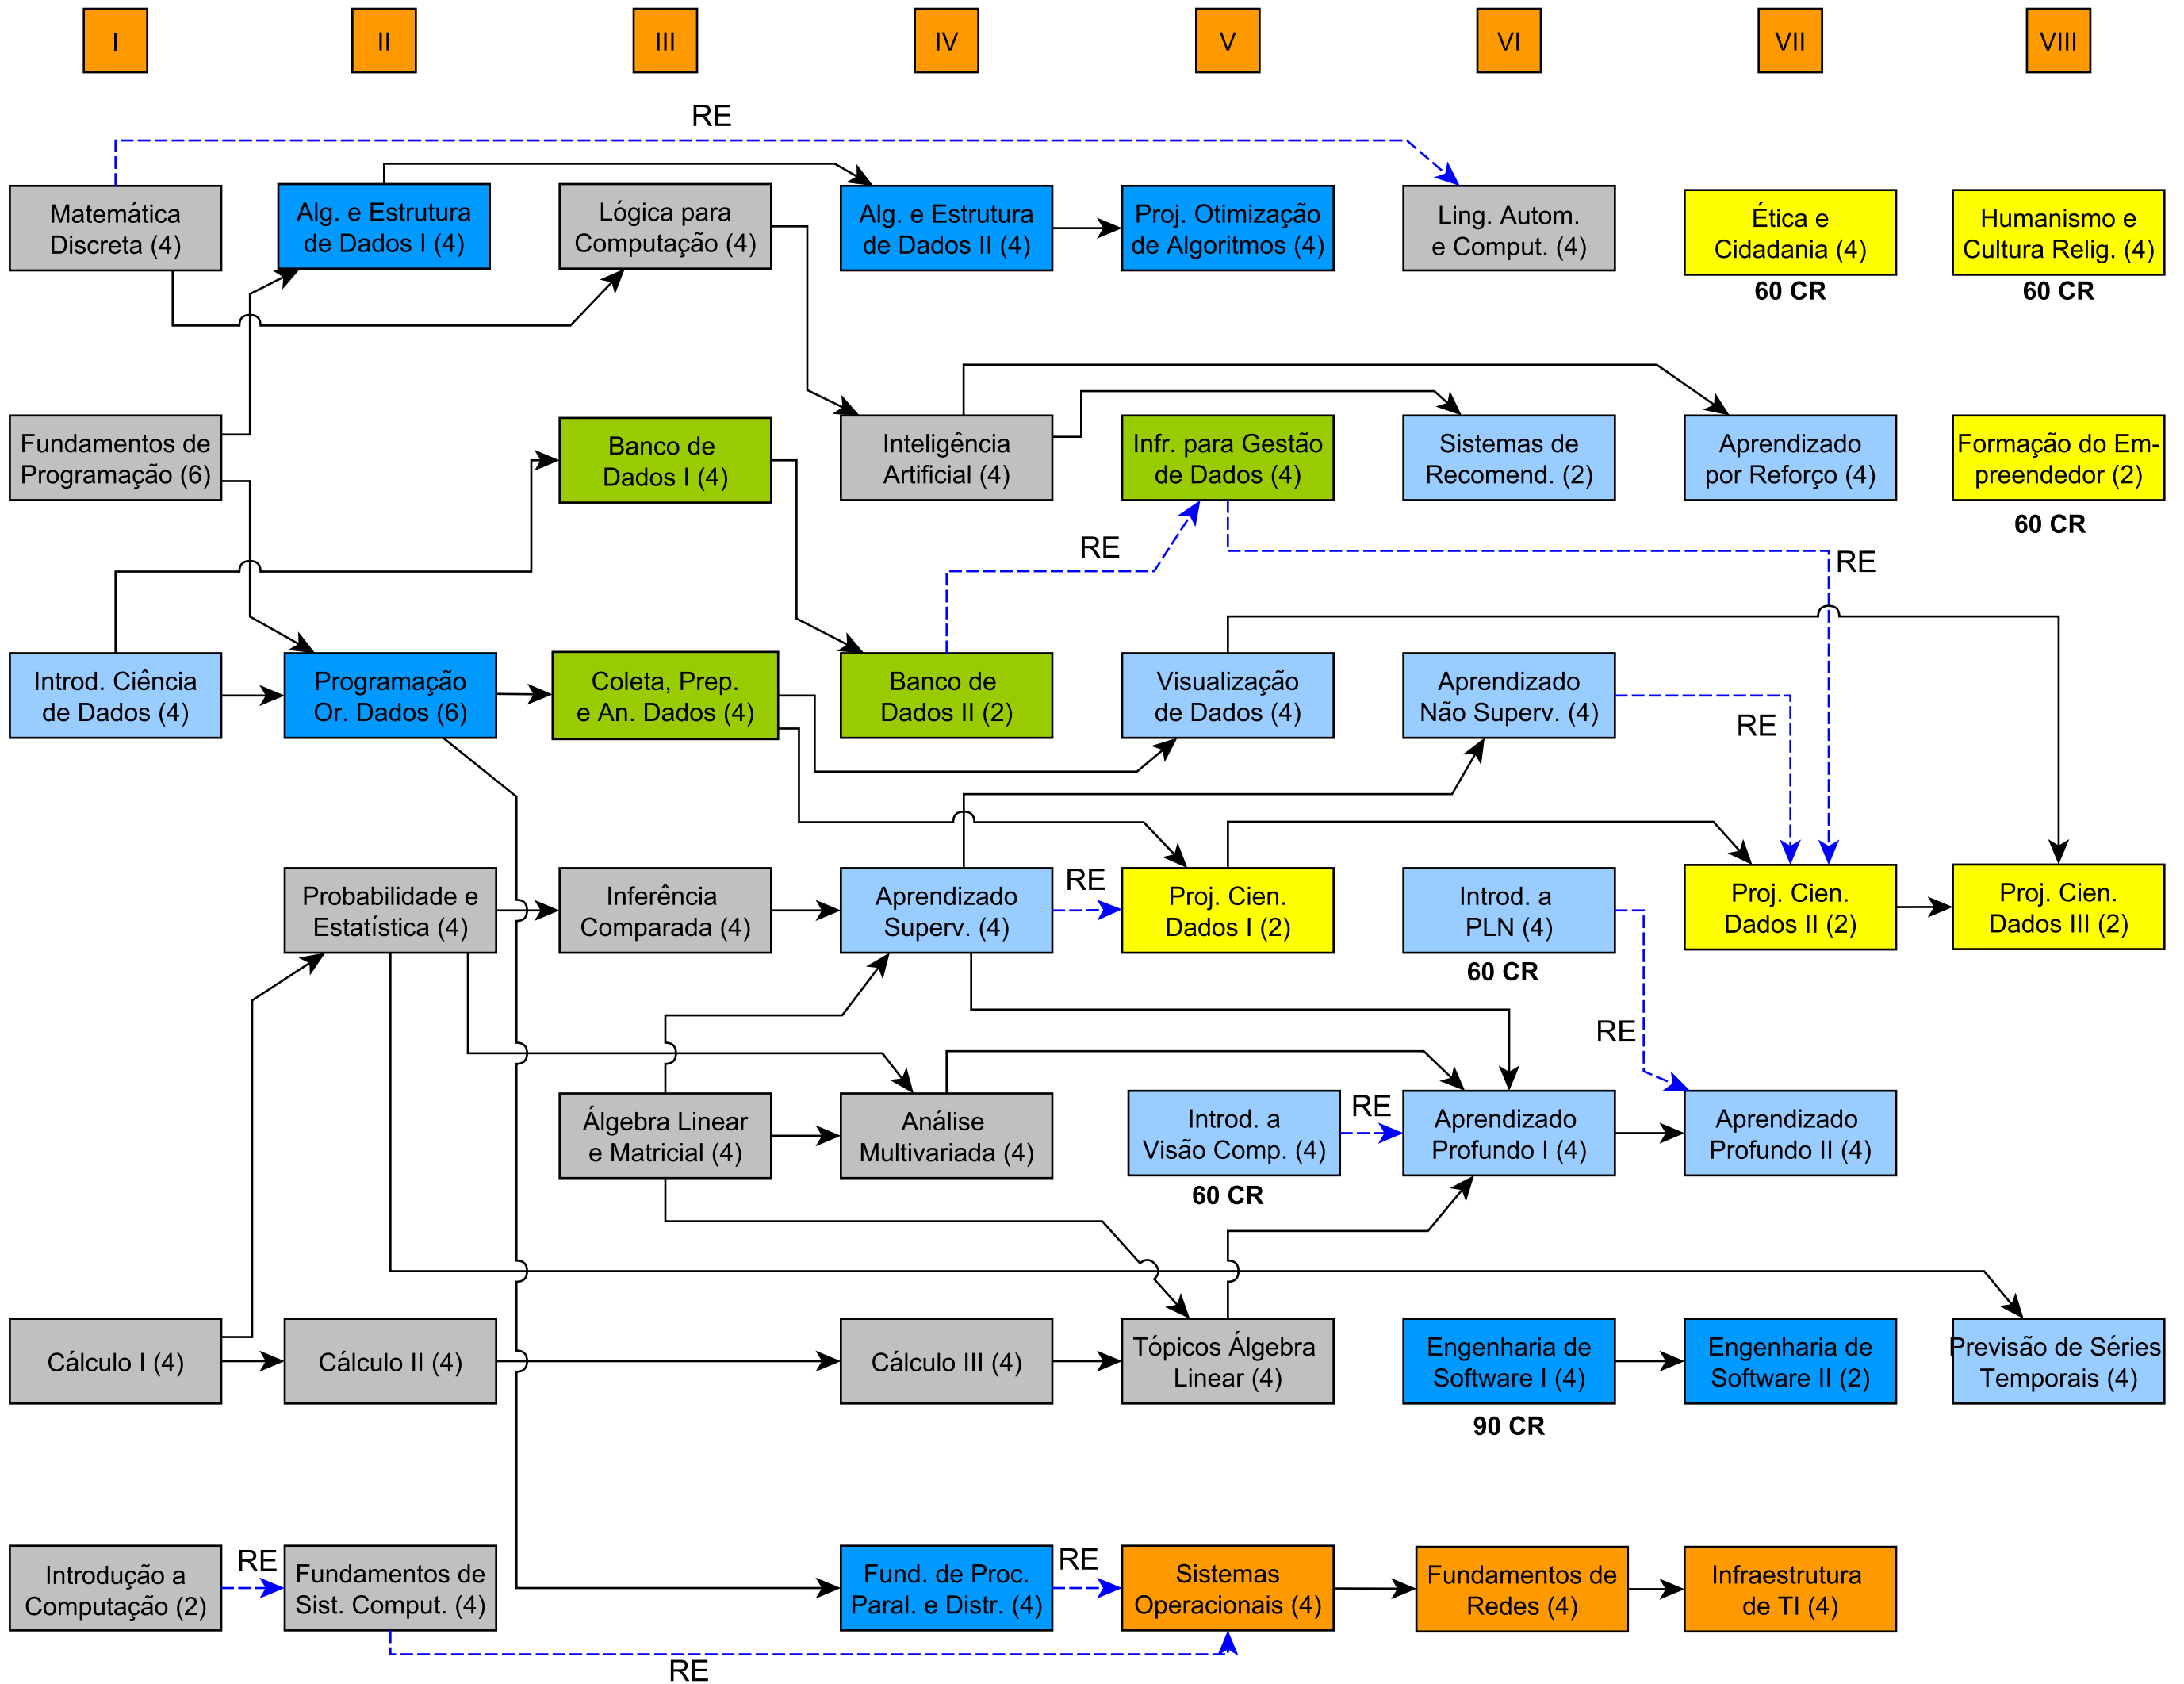 I
II
III
IV
V
VI
VII
VIII
RE
Matemática
Discreta (4)
Alg. e Estrutura
de Dados I (4)
Lógica para
Computação (4)
Alg. e Estrutura
de Dados II (4)
Proj. Otimização
de Algoritmos (4)
Ling. Autom.
e Comput. (4)
Ética e
Cidadania (4)
60 CR
Humanismo e
Cultura Relig. (4)
60 CR
Fundamentos de
Programação (6)
Banco de
Dados I (4)
Inteligência
Artificial (4)
Infr. para Gestão
de Dados (4)
Sistemas de
Recomend. (2)
Aprendizado
por Reforço (4)
Formação do Em-
preendedor (2)
60 CR
RE
RE
Introd. Ciência
de Dados (4)
Programação
Or. Dados (6)
Coleta, Prep.
e An. Dados (4)
Banco de
Dados II (2)
Visualização
de Dados (4)
Aprendizado
Não Superv. (4)
RE
Probabilidade e
Estatística (4)
Inferência
Comparada (4)
Aprendizado
Superv. (4)
RE
Proj. Cien.
Dados I (2)
Introd. a
PLN (4)
60 CR
Proj. Cien.
Dados II (2)
Proj. Cien.
Dados III (2)
RE
Álgebra Linear
e Matricial (4)
Análise
Multivariada (4)
Introd. a
Visão Comp. (4)
60 CR
RE
Aprendizado
Profundo I (4)
Aprendizado
Profundo II (4)
Cálculo I (4)
Cálculo II (4)
Cálculo III (4)
Tópicos Álgebra
Linear (4)
Engenharia de
Software I (4)
90 CR
Engenharia de
Software II (2)
Previsão de Séries
Temporais (4)
Introdução a
Computação (2)
RE
Fundamentos de
Sist. Comput. (4)
Fund. de Proc.
Paral. e Distr. (4)
RE
Sistemas
Operacionais (4)
Fundamentos de
Redes (4)
Infraestrutura
de TI (4)
RE